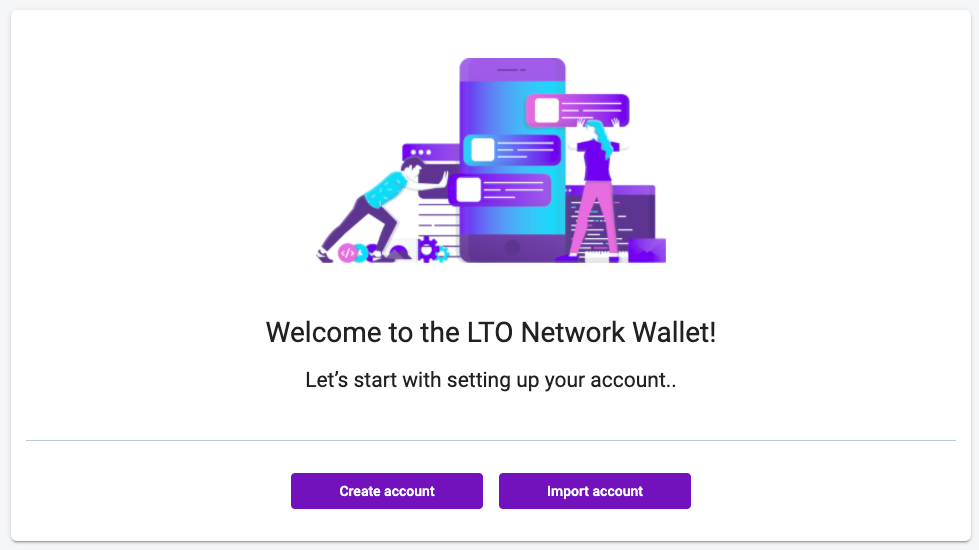 Welcome to the LTO Network Wallet!
Let’s start with setting up your account..
Create account
Import account